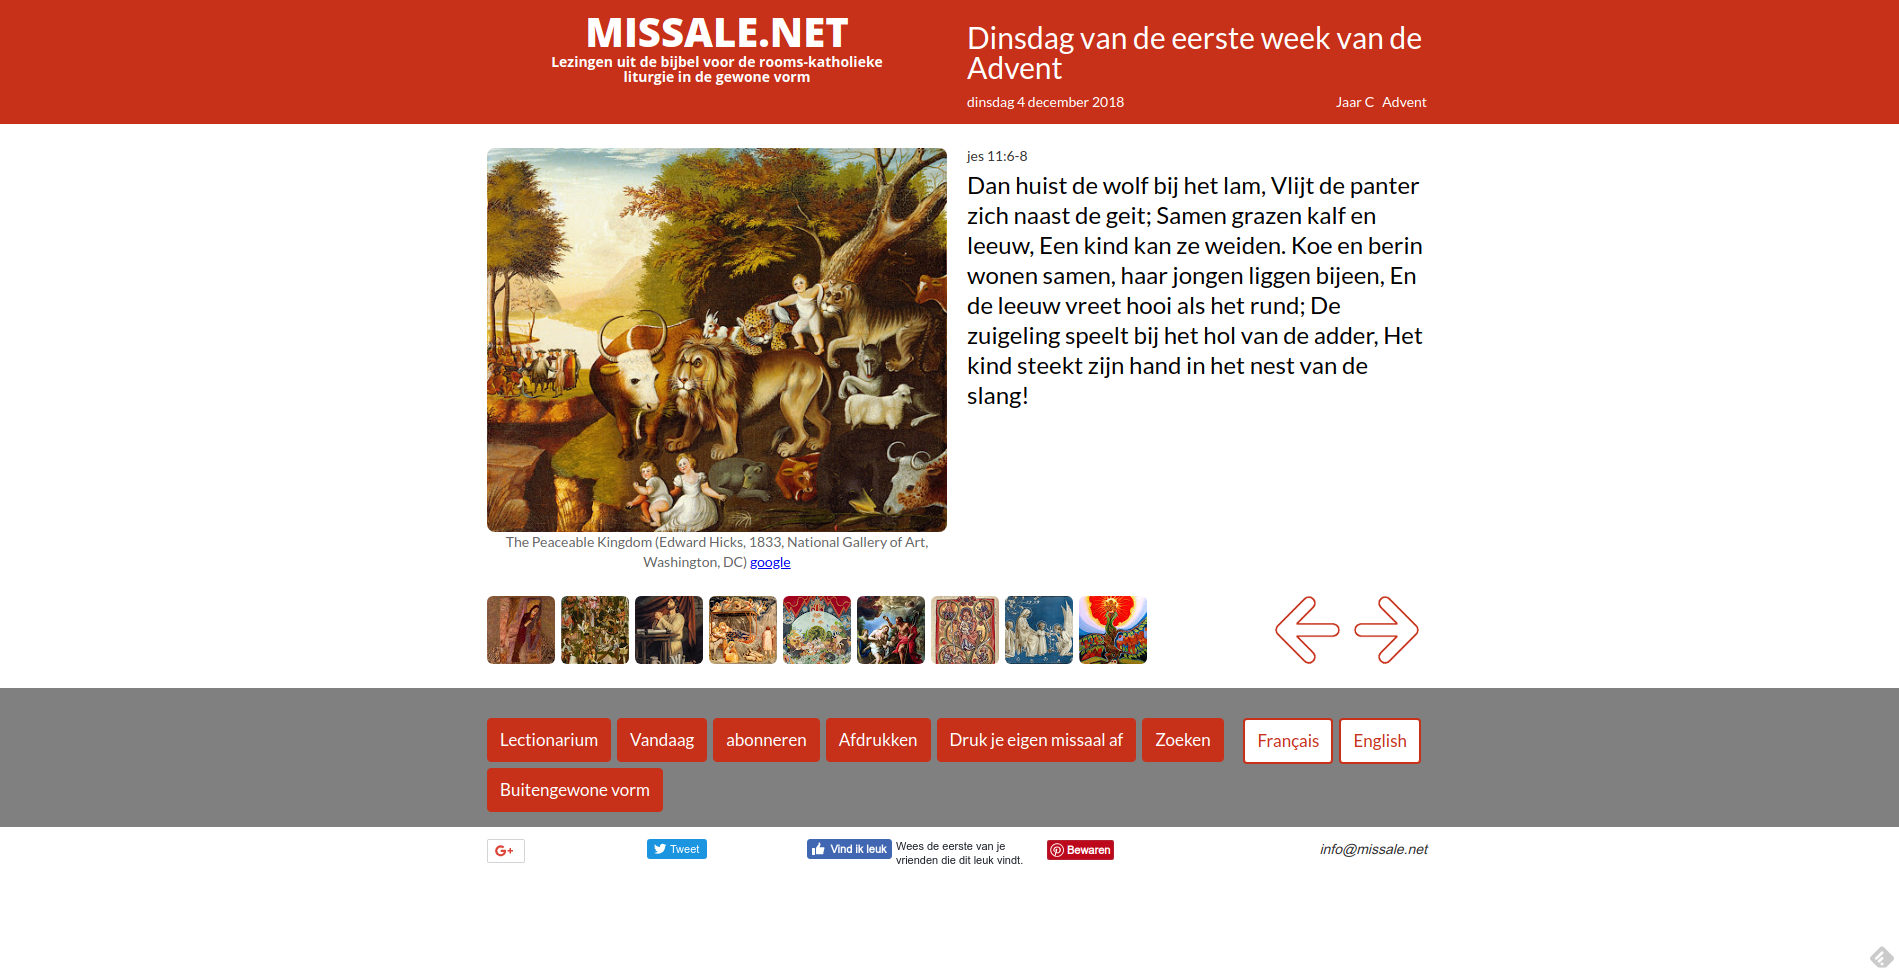 MISSALE.NET
Lezingen uit de bijbel voor de rooms-katholieke
liturgie in de gewone vorm
Dinsdag van de eerste week van de
Advent
dinsdag 4 december 2018
Jaar C Advent
The Peaceable Kingdom (Edward Hicks, 1833, National Gallery of Art,
Washington, DC) google
jes 11:6-8
Dan huist de wolf bij het lam, Vlijt de panter
zich naast de geit; Samen grazen kalf en
leeuw, Een kind kan ze weiden. Koe en berin
wonen samen, haar jongen liggen bijeen, En
de leeuw vreet hooi als het rund; De
zuigeling speelt bij het hol van de adder, Het
kind steekt zijn hand in het nest van de
slang!
Lectionarium
Vandaag
abonneren
Afdrukken
Druk je eigen missaal af
Zoeken
Français
English
Buitengewone vorm
G+
Tweet
Vind ik leuk
Wees de eerste van je
vrienden die dit leuk vindt.
Bewaren
info@missale.net